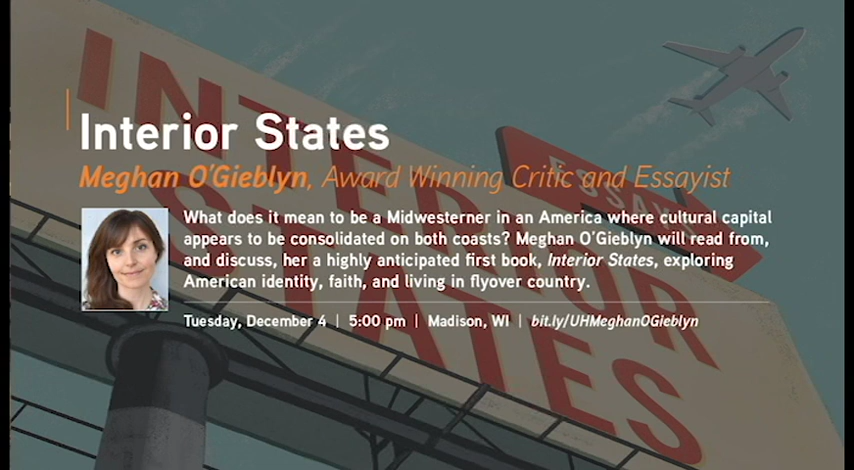 INTERIOR
STATES
ESSAYS
Interior States
Meghan O'Gieblyn, Award Winning Critic and Essayist
What does it mean to be a Midwesterner in an America where cultural capital
appears to be consolidated on both coasts? Meghan O'Gieblyn will read from,
and discuss, her a highly anticipated first book, Interior States, exploring
American identity, faith, and living in flyover country.
Tuesday, December 4 | 5:00 pm | Madison, WI | bit.ly/UHMeghanOGieblyn